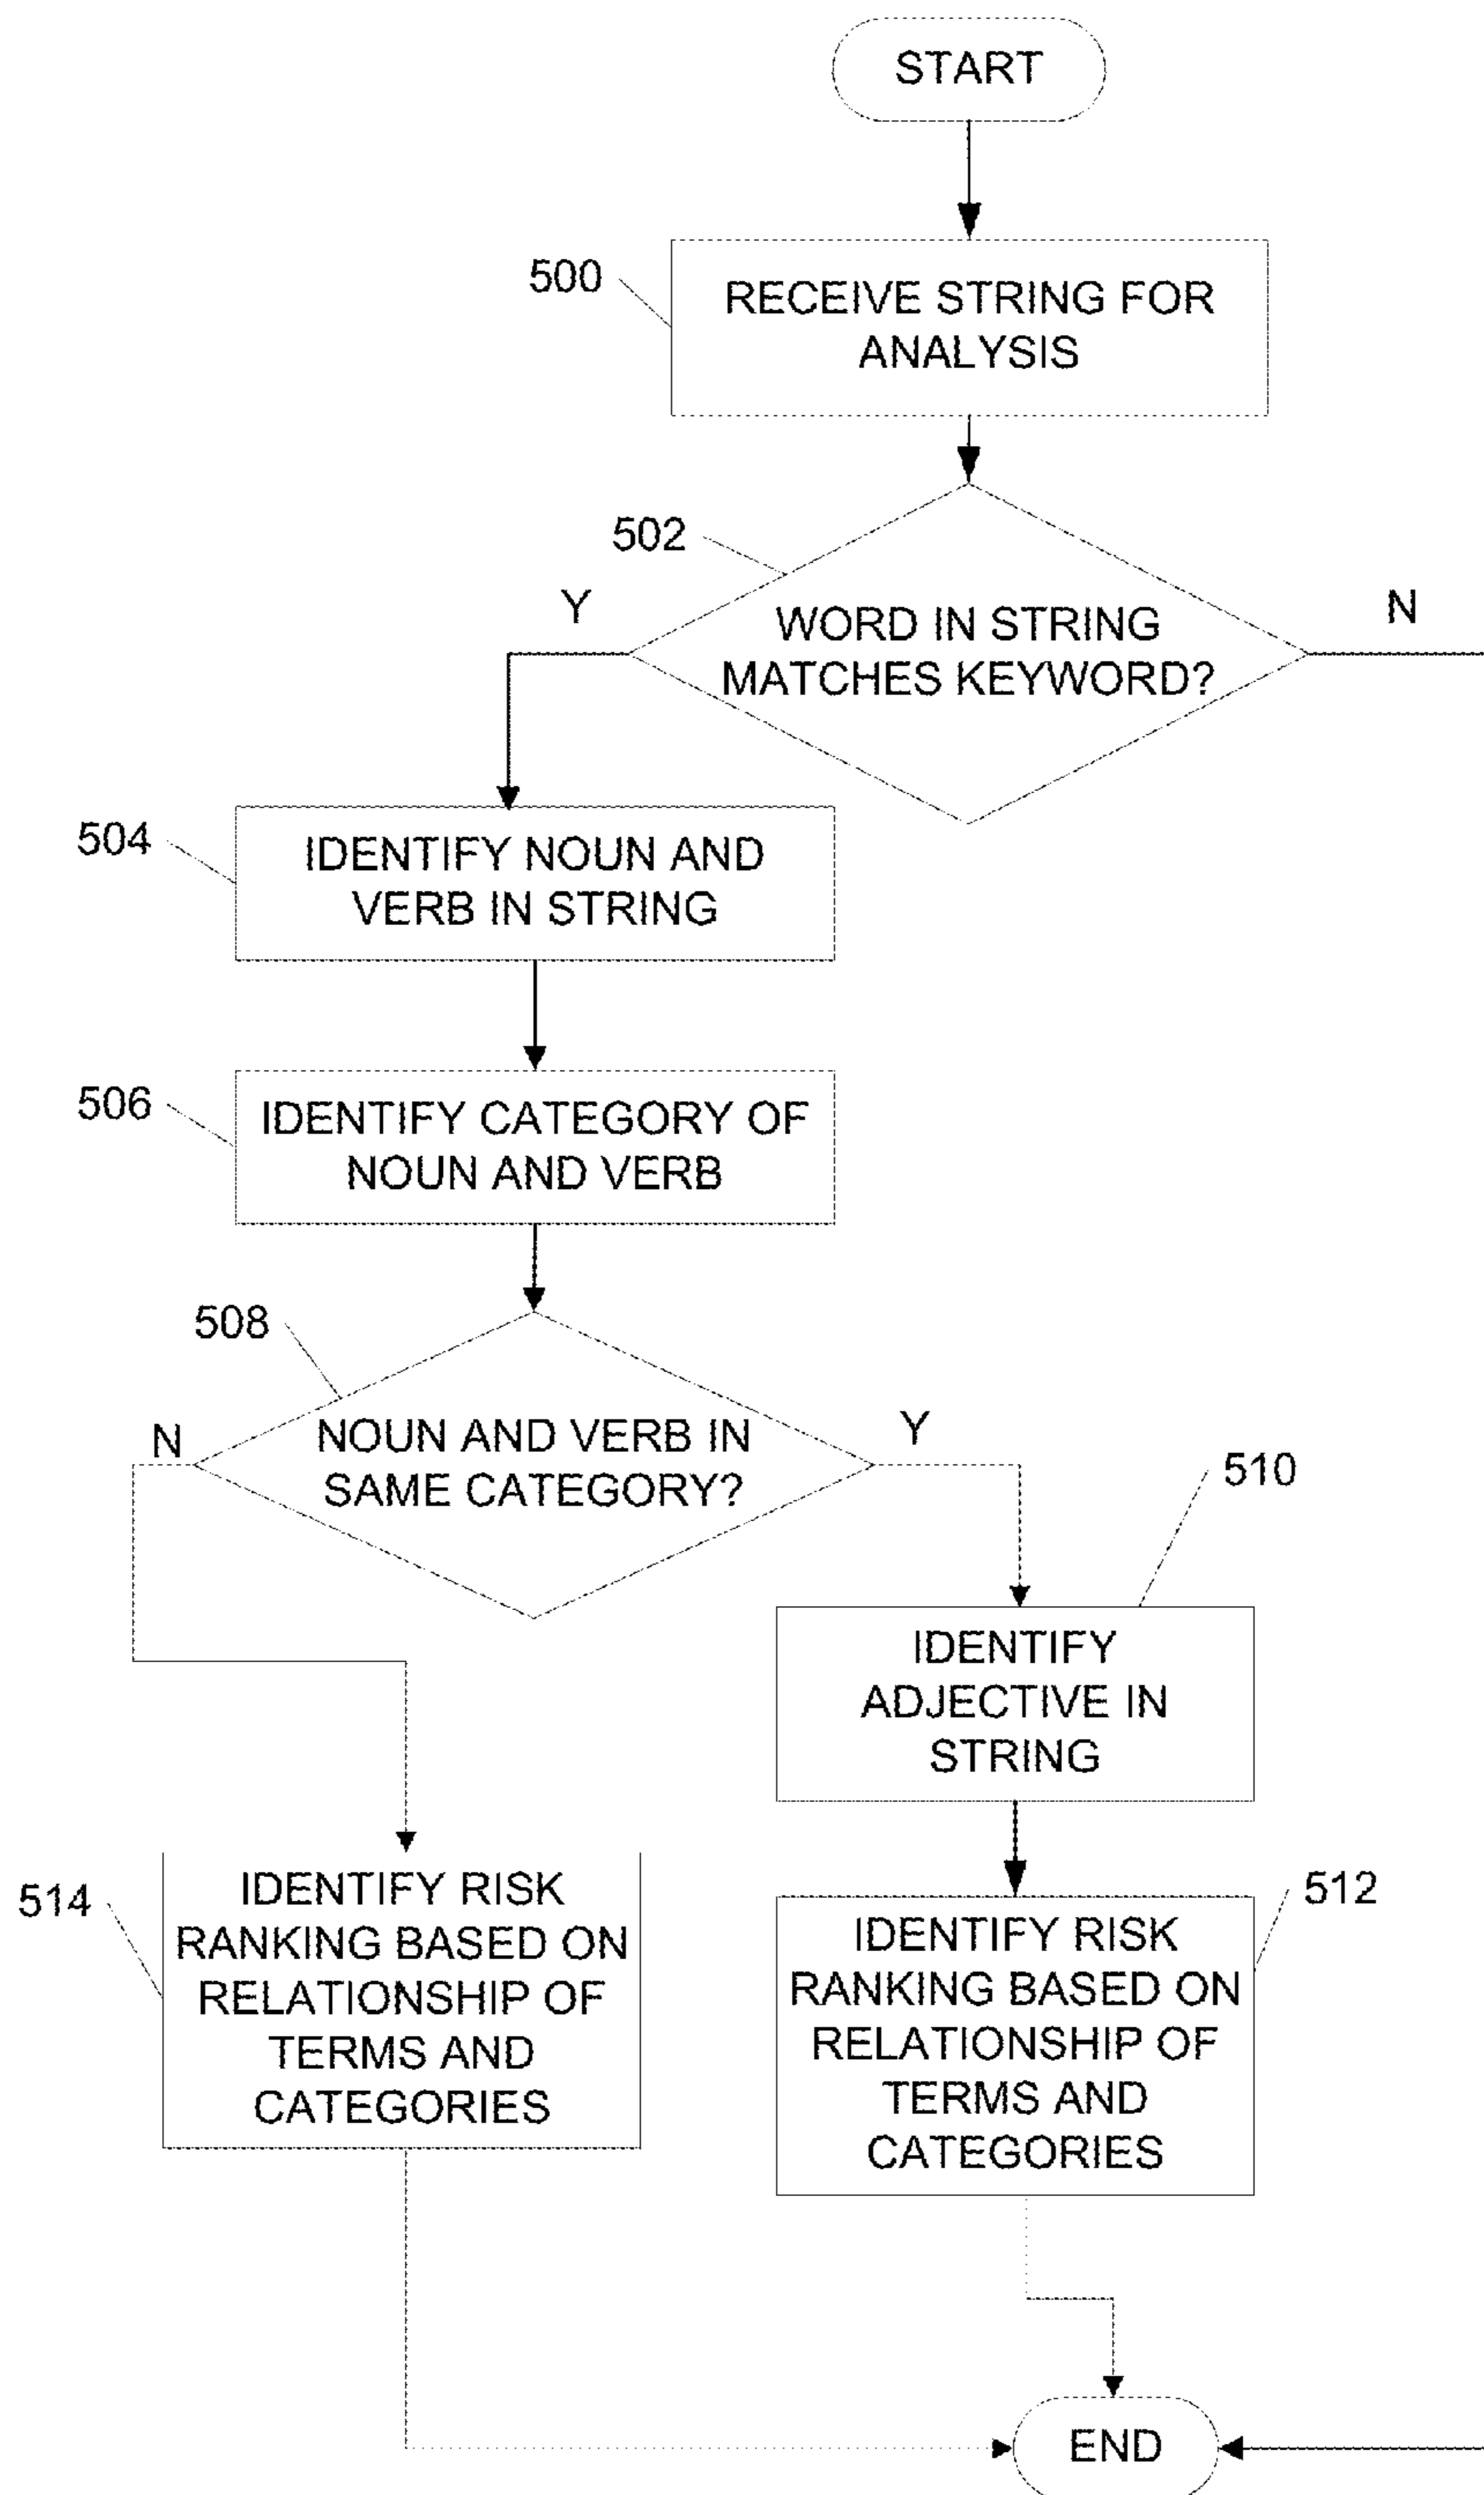 START
500
RECEIVE STRING FOR
ANALYSIS
502
Y
WORD IN STRING
MATCHES KEYWORD?
N
504
IDENTIFY NOUN AND
VERB IN STRING
506
IDENTIFY CATEGORY OF
NOUN AND VERB
508
N
NOUN AND VERB IN
SAME CATEGORY?
Y
510
IDENTIFY
ADJECTIVE IN
STRING
514
IDENTIFY RISK
RANKING BASED ON
RELATIONSHIP OF
TERMS AND
CATEGORIES
512
IDENTIFY RISK
RANKING BASED ON
RELATIONSHIP OF
TERMS AND
CATEGORIES
END